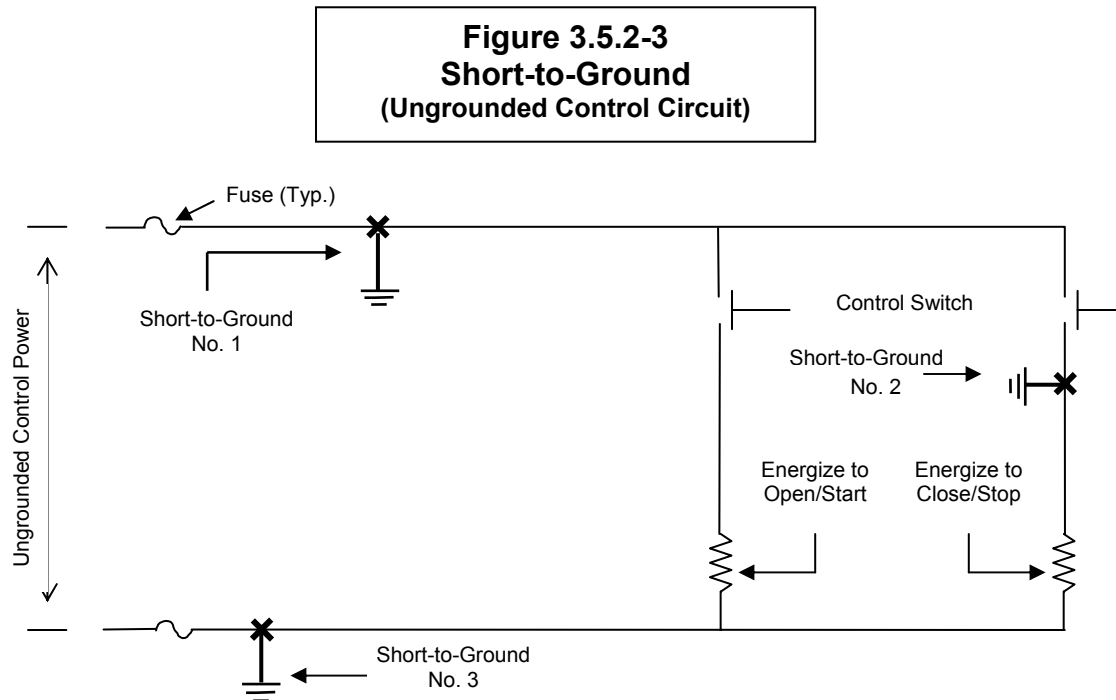 Figure 3.5.2-3
Short-to-Ground
(Ungrounded Control Circuit)
Fuse (Typ.)
Short-to-Ground
No. 1
Ungrounded Control Power
Control Switch
Short-to-Ground
No. 2
Energize to
Open/Start
Energize to
Close/Stop
Short-to-Ground
No. 3